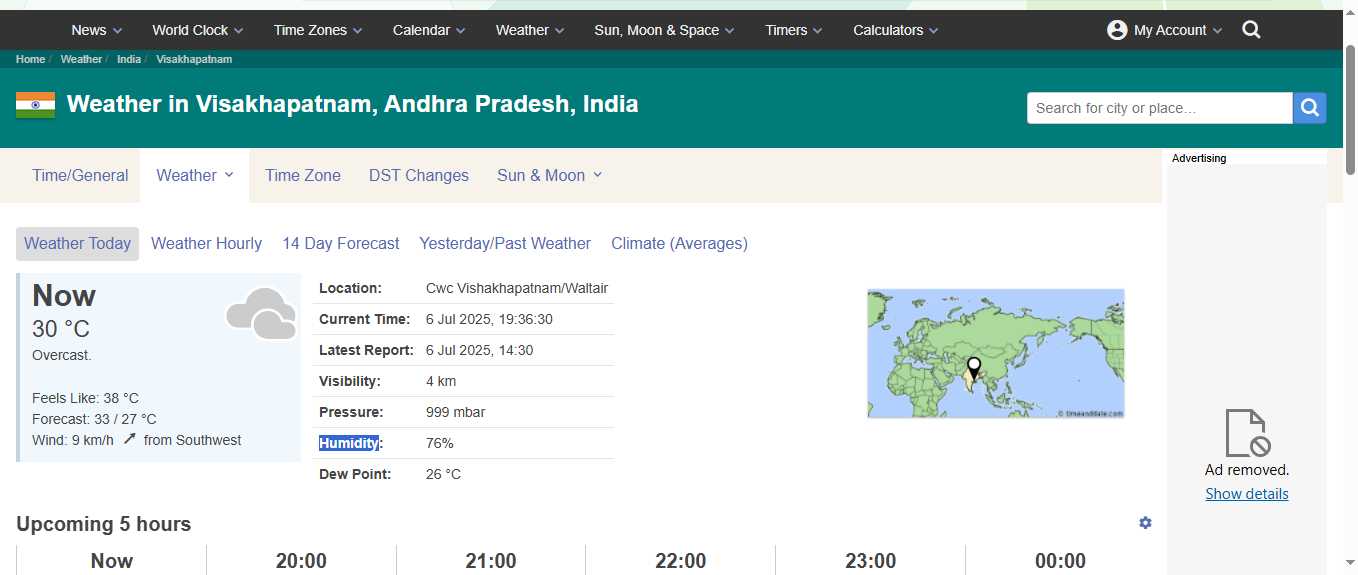 News World Clock Time Zones Calendar Weather Sun, Moon & Space Timers Calculators My Account
Home / Weather / India / Visakhapatnam
Weather in Visakhapatnam, Andhra Pradesh, India
Search for city or place...
Time/General Weather Time Zone DST Changes Sun & Moon
Advertising
Weather Today Weather Hourly 14 Day Forecast Yesterday/Past Weather Climate (Averages)
Now
30 °C
Overcast.
Feels Like: 38 °C
Forecast: 33 / 27 °C
Wind: 9 km/h ↗ from Southwest
Location: Cwc Vishakhapatnam/Waltair
Current Time: 6 Jul 2025, 19:36:30
Latest Report: 6 Jul 2025, 14:30
Visibility: 4 km
Pressure: 999 mbar
Humidity: 76%
Dew Point: 26 °C
© timeanddate.com
Ad removed.
Show details
Upcoming 5 hours
Now 20:00 21:00 22:00 23:00 00:00